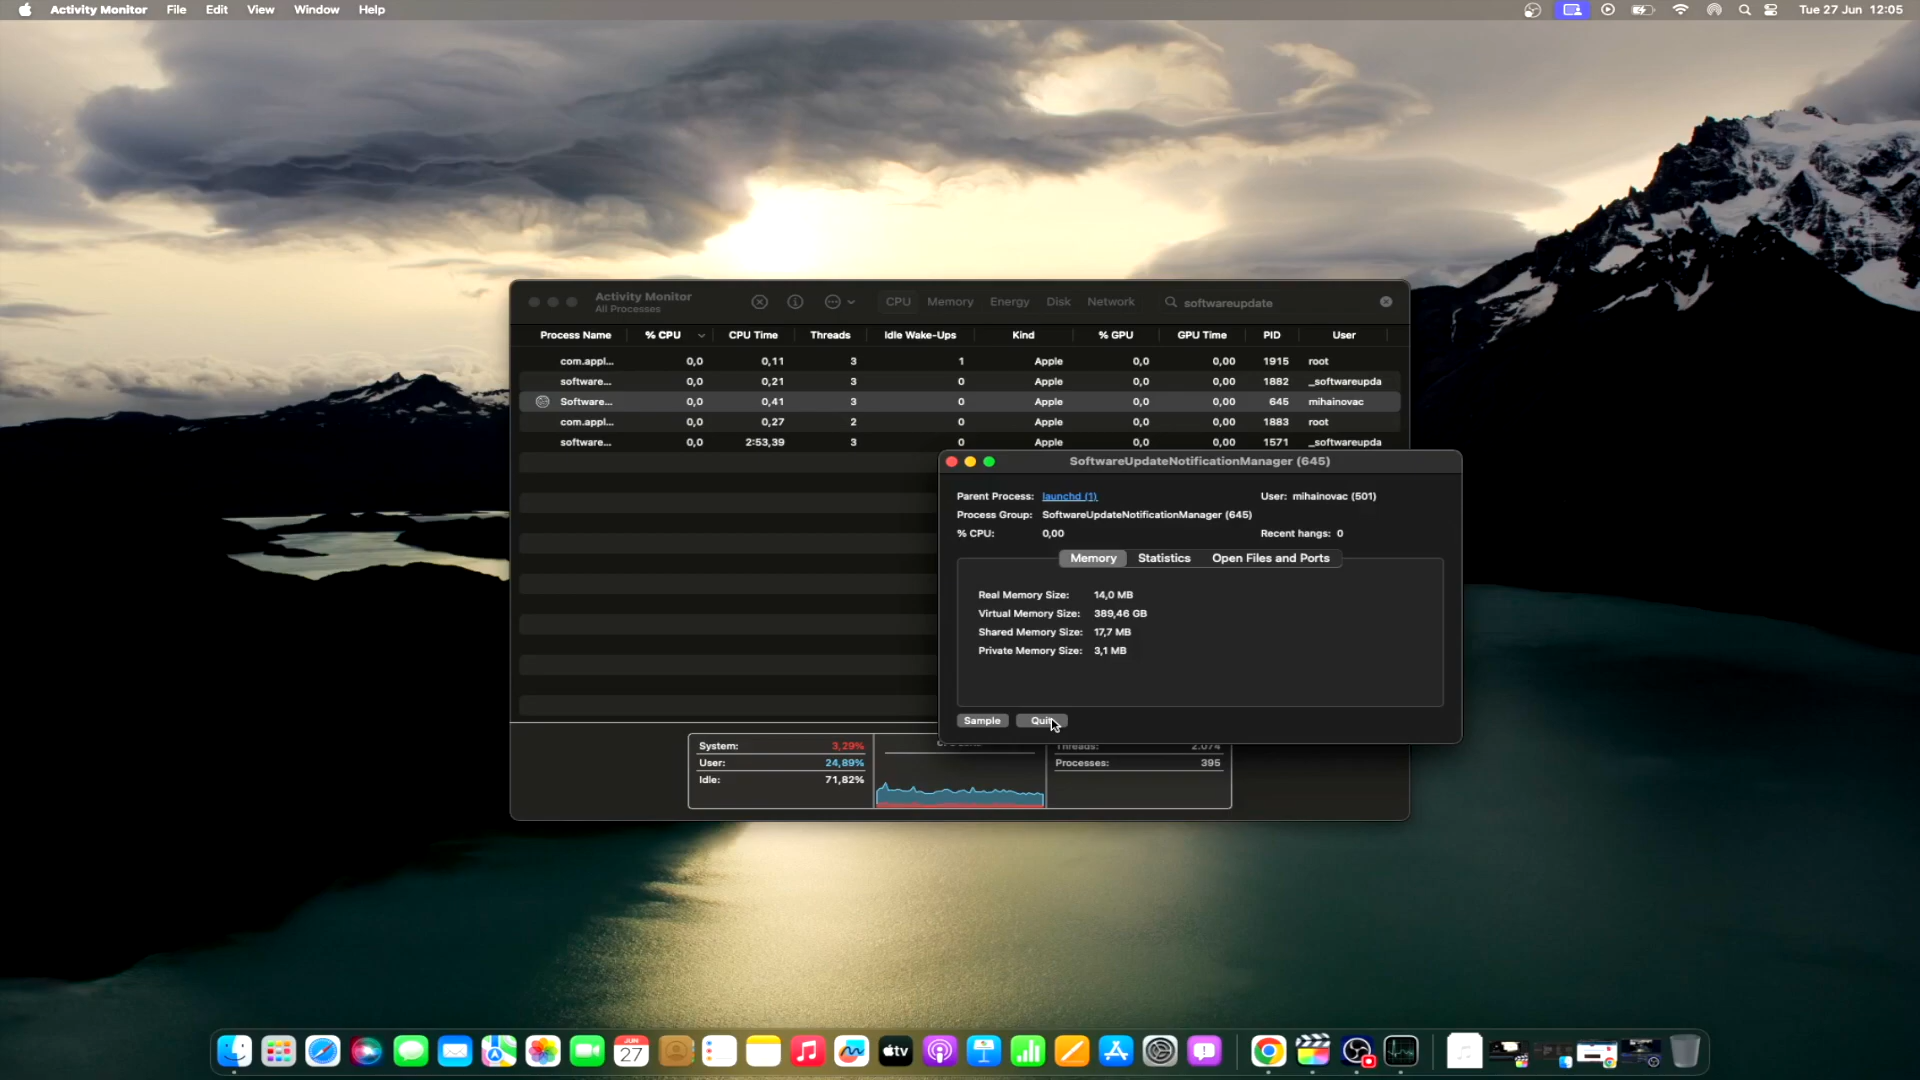 Activity Monitor File Edit View Window Help Tue 27 Jun 12:05
Activity Monitor
All Processes
CPU Memory Energy Disk Network softwareupdate
Process Name % CPU CPU Time Threads Idle Wake-Ups Kind % GPU GPU Time PID User
com.appl... 0,0 0,11 3 1 Apple 0,0 0,00 1915 root
software... 0,0 0,21 3 0 Apple 0,0 0,00 1882 _softwareupda
Software... 0,0 0,41 3 0 Apple 0,0 0,00 645 mihainovac
com.appl... 0,0 0,27 2 0 Apple 0,0 0,00 1883 root
software... 0,0 2:53,39 3 0 Apple 0,0 0,00 1571 _softwareupda
SoftwareUpdateNotificationManager (645)
Parent Process: launchd (1) User: mihainovac (501)
Process Group: SoftwareUpdateNotificationManager (645)
% CPU: 0,00 Recent hangs: 0
Memory Statistics Open Files and Ports
Real Memory Size: 14,0 MB
Virtual Memory Size: 389,46 GB
Shared Memory Size: 17,7 MB
Private Memory Size: 3,1 MB
Sample Quit
System: 3,29% Threads: 2.074
User: 24,89% Processes: 395
Idle: 71,82%
JUN
27
tv